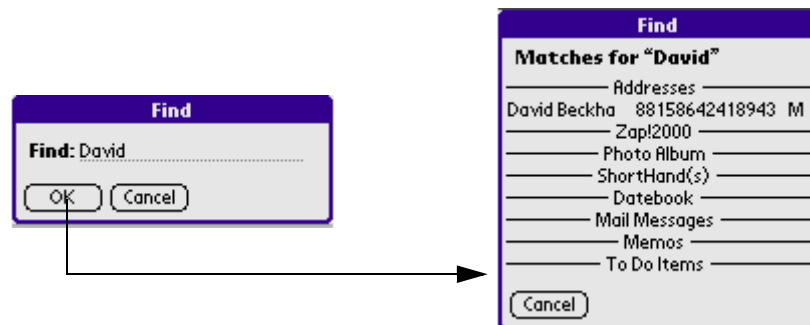 Find
Find: David
OK Cancel
Find
Matches for “David”
Addresses
David Beckha 88158642418943 M
Zap!2000
Photo Album
ShortHand(s)
Datebook
Mail Messages
Memos
To Do Items
Cancel